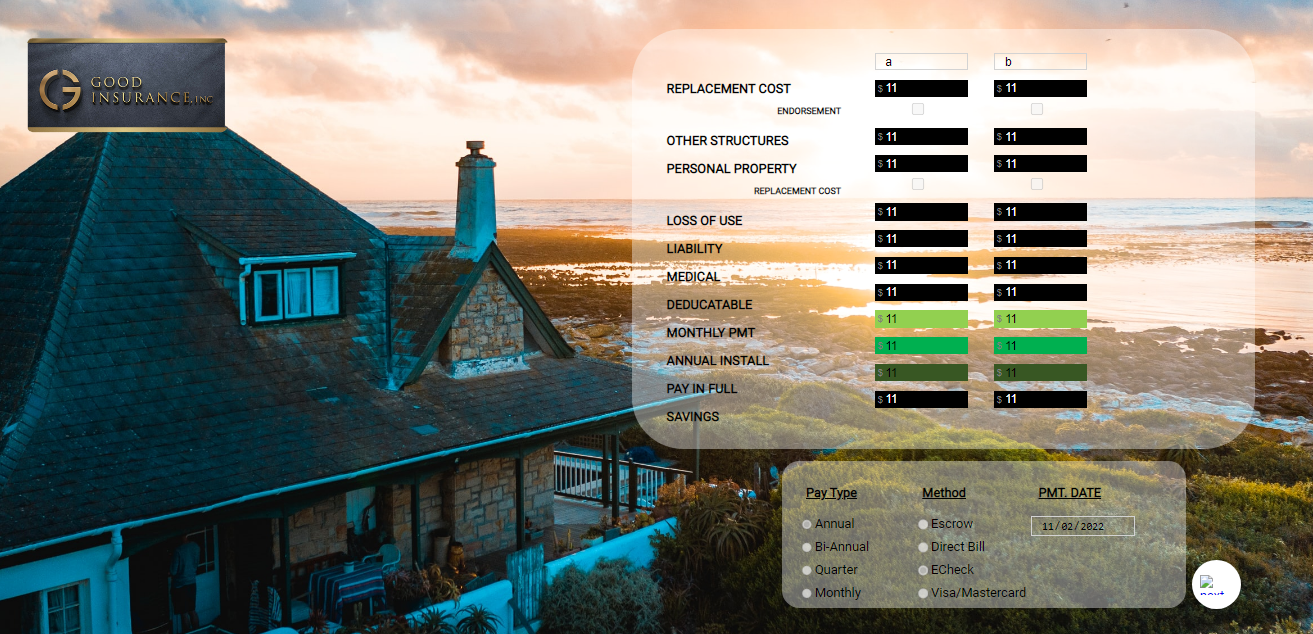 GOOD
INSURANCE, INC
a b
REPLACEMENT COST $ 11 $ 11
ENDORSEMENT
OTHER STRUCTURES $ 11 $ 11
PERSONAL PROPERTY $ 11 $ 11
REPLACEMENT COST
LOSS OF USE $ 11 $ 11
LIABILITY $ 11 $ 11
MEDICAL $ 11 $ 11
DEDUCATABLE $ 11 $ 11
MONTHLY PMT $ 11 $ 11
ANNUAL INSTALL $ 11 $ 11
PAY IN FULL $ 11 $ 11
SAVINGS $ 11 $ 11
Pay Type Method PMT. DATE
Annual Escrow 11/02/2022
Bi-Annual Direct Bill
Quarter ECheck
Monthly Visa/Mastercard
next